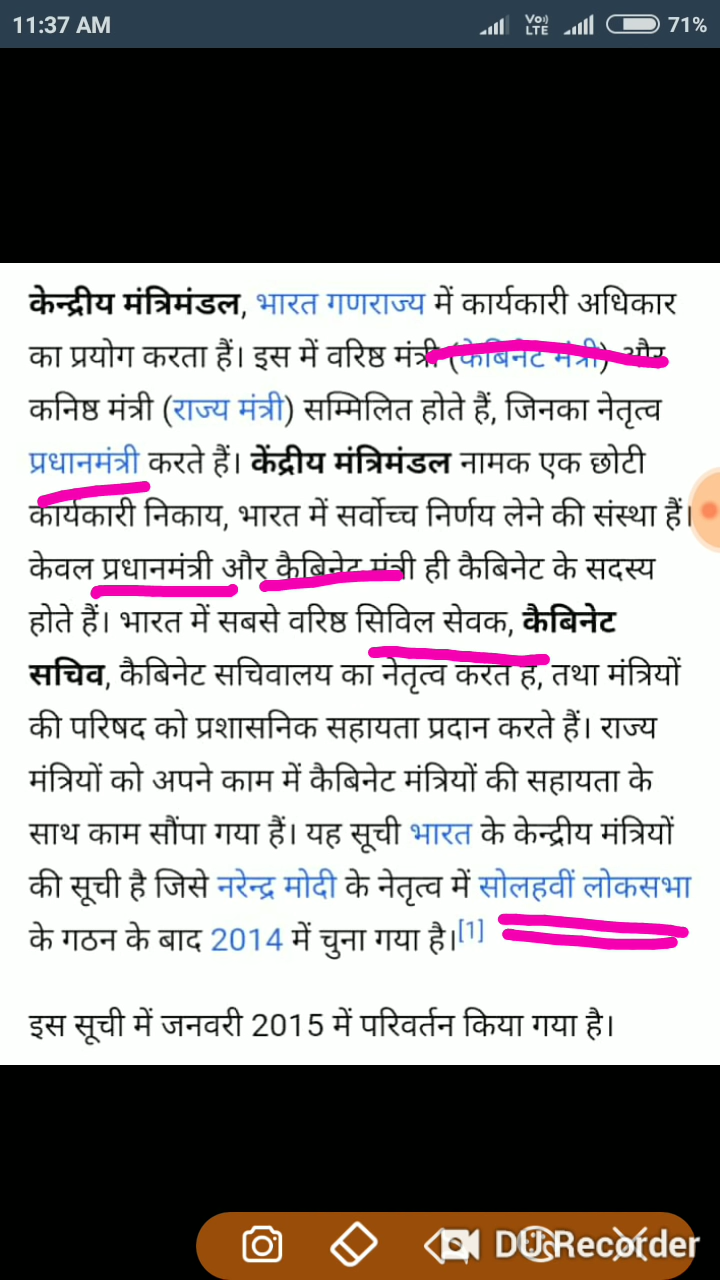 11:37 AM
Vo)) LTE
71%
केन्द्रीय मंत्रिमंडल, भारत गणराज्य में कार्यकारी अधिकार
का प्रयोग करता हैं। इस में वरिष्ठ मंत्री (केबिनेट मंत्री) और
कनिष्ठ मंत्री (राज्य मंत्री) सम्मिलित होते हैं, जिनका नेतृत्व
प्रधानमंत्री करते हैं। केंद्रीय मंत्रिमंडल नामक एक छोटी
कार्यकारी निकाय, भारत में सर्वोच्च निर्णय लेने की संस्था हैं।
केवल प्रधानमंत्री और कैबिनेट मंत्री ही कैबिनेट के सदस्य
होते हैं। भारत में सबसे वरिष्ठ सिविल सेवक, कैबिनेट
सचिव, कैबिनेट सचिवालय का नेतृत्व करते हैं, तथा मंत्रियों
की परिषद को प्रशासनिक सहायता प्रदान करते हैं। राज्य
मंत्रियों को अपने काम में कैबिनेट मंत्रियों की सहायता के
साथ काम सौंपा गया हैं। यह सूची भारत के केन्द्रीय मंत्रियों
की सूची है जिसे नरेन्द्र मोदी के नेतृत्व में सोलहवीं लोकसभा
के गठन के बाद 2014 में चुना गया है।[1]
इस सूची में जनवरी 2015 में परिवर्तन किया गया है।
DU Recorder